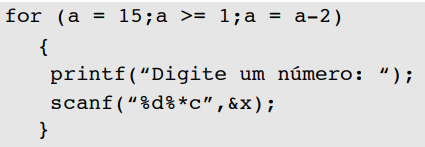 for (a = 15;a >= 1;a = a-2)
{
printf(“Digite um número: “);
scanf(“%d%*c”,&x);
}